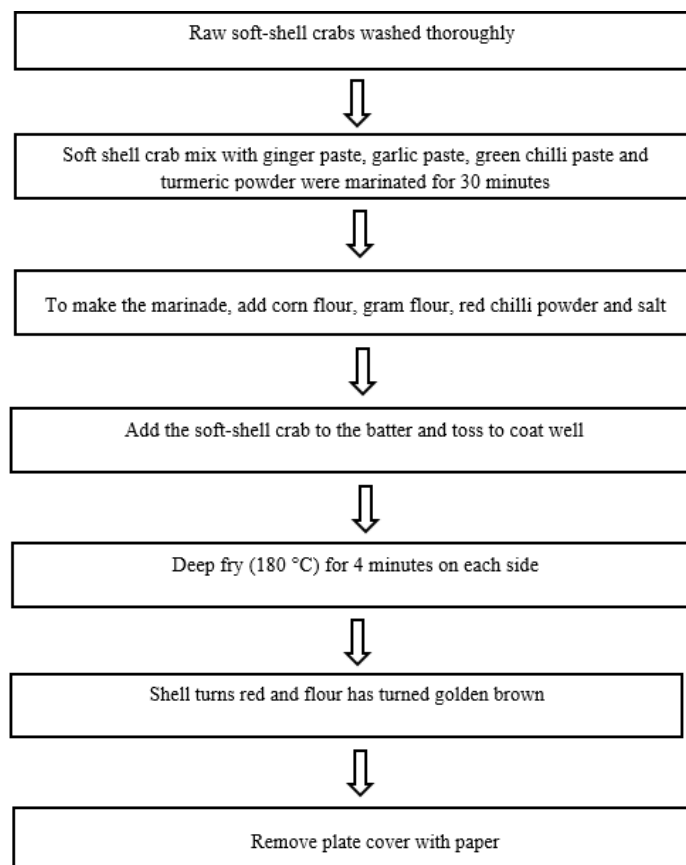 Raw soft-shell crabs washed thoroughly
Soft shell crab mix with ginger paste, garlic paste, green chilli paste and
turmeric powder were marinated for 30 minutes
To make the marinade, add corn flour, gram flour, red chilli powder and salt
Add the soft-shell crab to the batter and toss to coat well
Deep fry (180 °C) for 4 minutes on each side
Shell turns red and flour has turned golden brown
Remove plate cover with paper